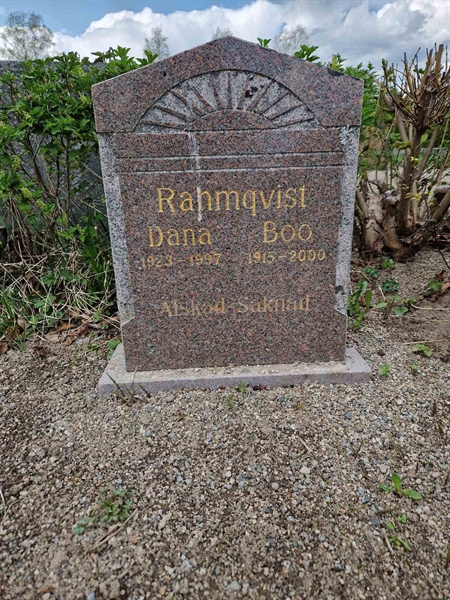 Rahmqvist
Dana Boo
1923 - 1997 1915 - 2000
Älskad-Saknad